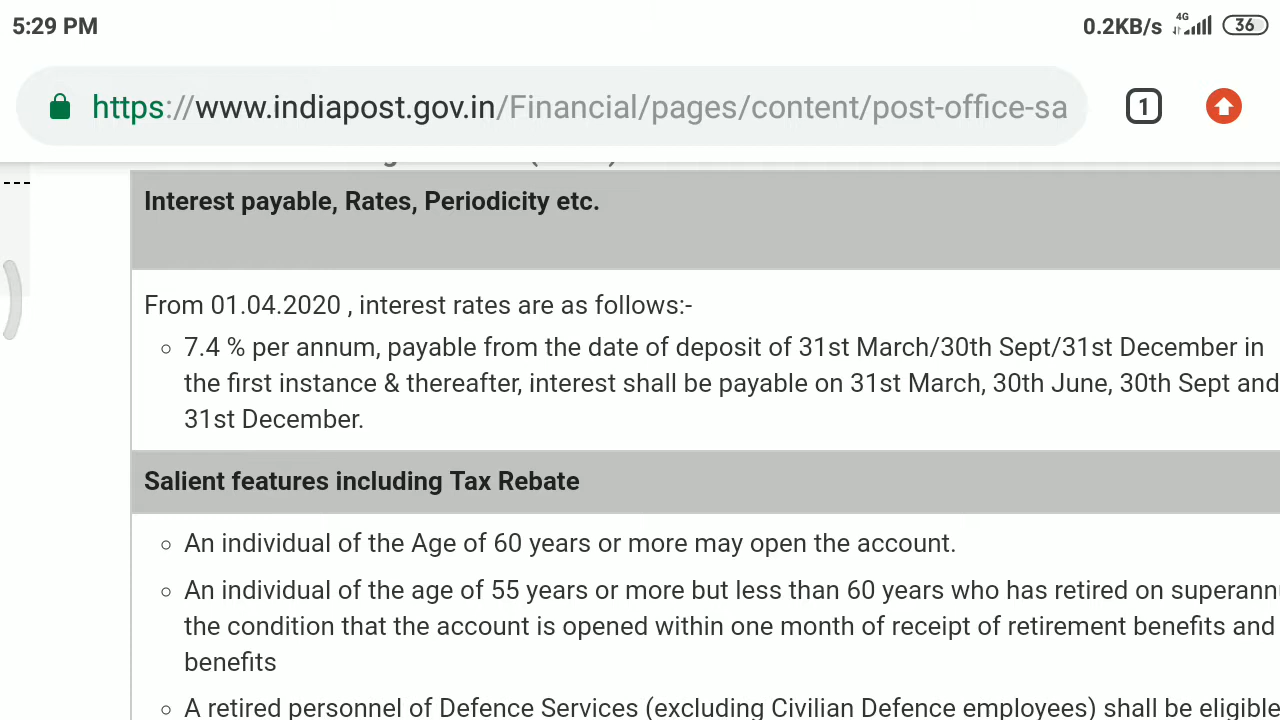 5:29 PM
0.2KB/s 4G 36
https://www.indiapost.gov.in/Financial/pages/content/post-office-sa
1
Interest payable, Rates, Periodicity etc.
From 01.04.2020 , interest rates are as follows:-
7.4 % per annum, payable from the date of deposit of 31st March/30th Sept/31st December in
the first instance & thereafter, interest shall be payable on 31st March, 30th June, 30th Sept and
31st December.
Salient features including Tax Rebate
An individual of the Age of 60 years or more may open the account.
An individual of the age of 55 years or more but less than 60 years who has retired on superann
the condition that the account is opened within one month of receipt of retirement benefits and
benefits
A retired personnel of Defence Services (excluding Civilian Defence employees) shall be eligible